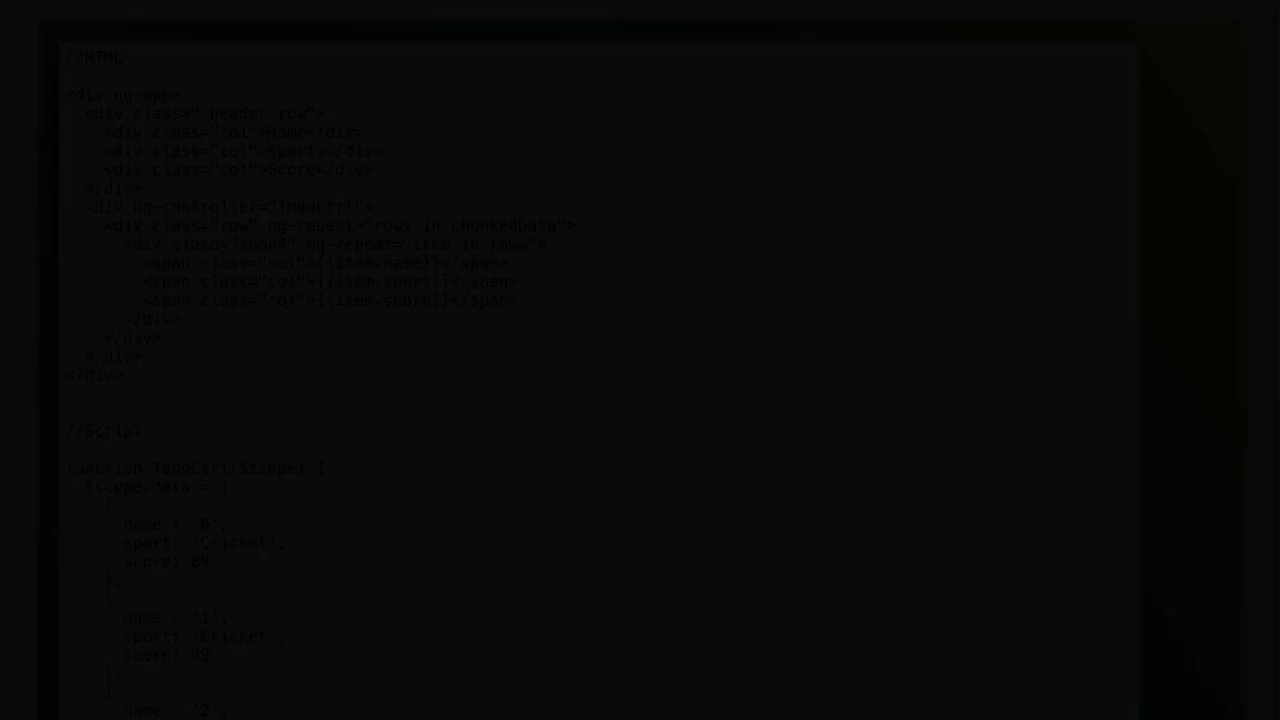 //HTML
<div ng-app>
<div class=" header-row">
<div class="col">Name</div>
<div class="col">Sports</div>
<div class="col">Score</div>
</div>
<div ng-controller="TodoCtrl">
<div class="row" ng-repeat="rows in chunkedData">
<div class="span4" ng-repeat="item in rows">
<span class="col">{{item.name}}</span>
<span class="col">{{item.sport}}</span>
<span class="col">{{item.score}}</span>
</div>
</div>
</div>
</div>
//Script
function TodoCtrl($scope) {
$scope.data = [
{
name : '0',
sport: 'Cricket',
score: 89
},
{
name : '1',
sport: 'Cricket',
score: 89
},
{
name : '2',